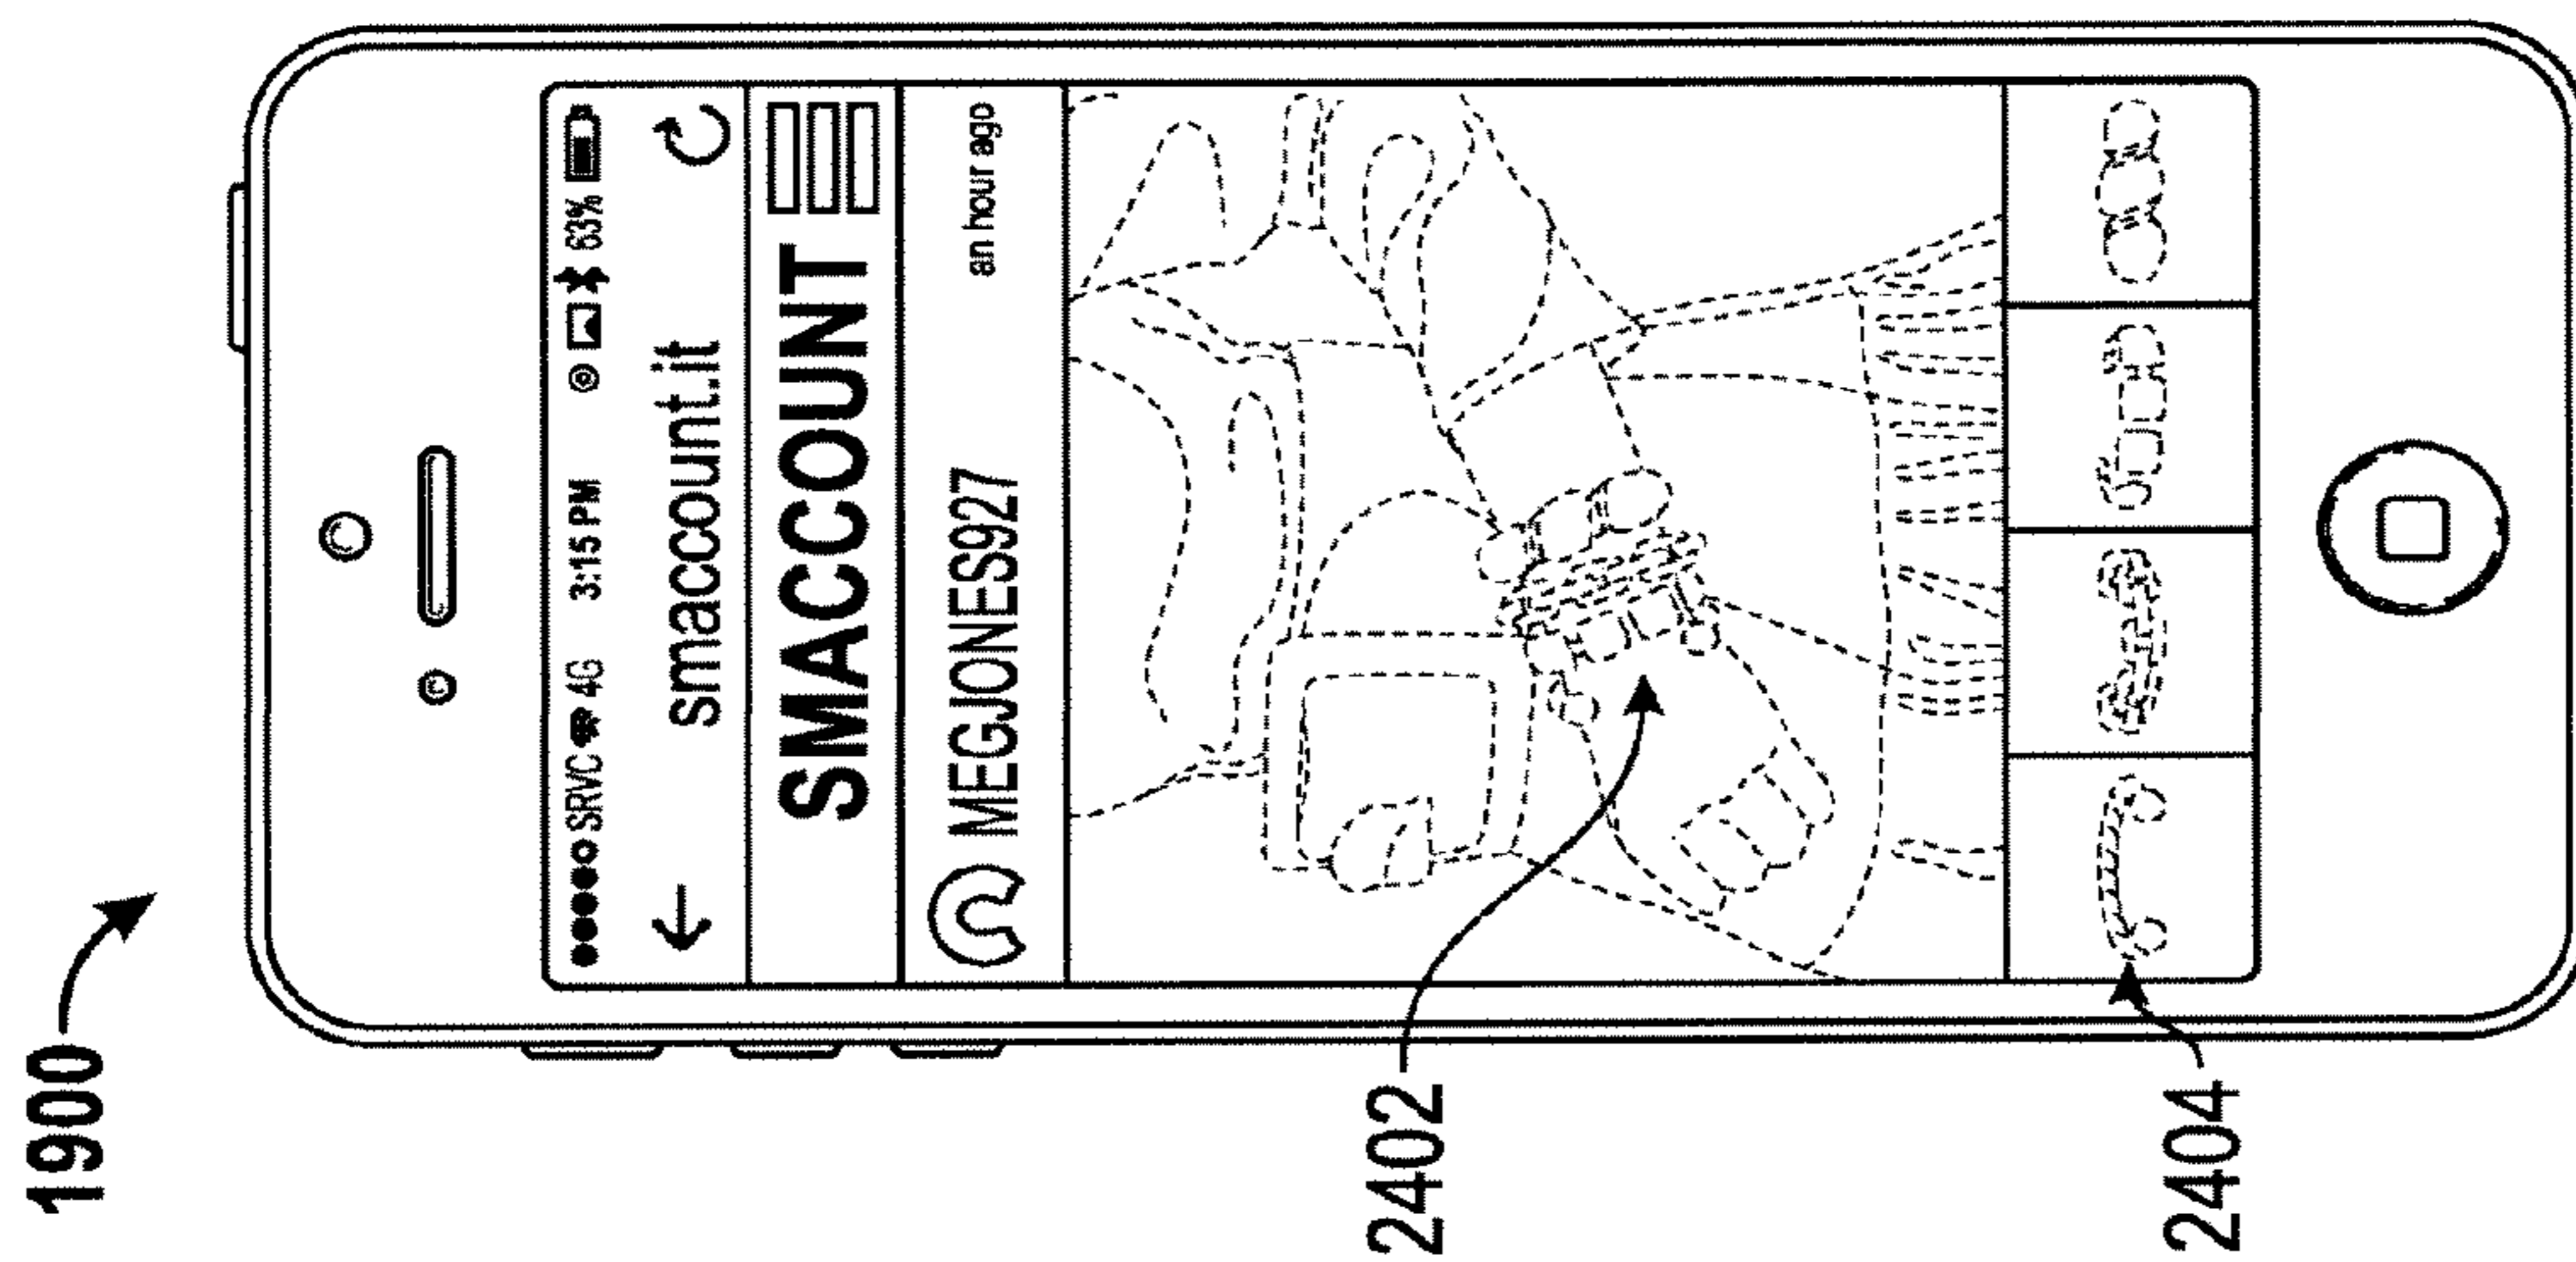 1900
SRVC 4G 3:15 PM 63%
smaccount.it
SMACCOUNT
MEGJONES927 an hour ago
2402
2404